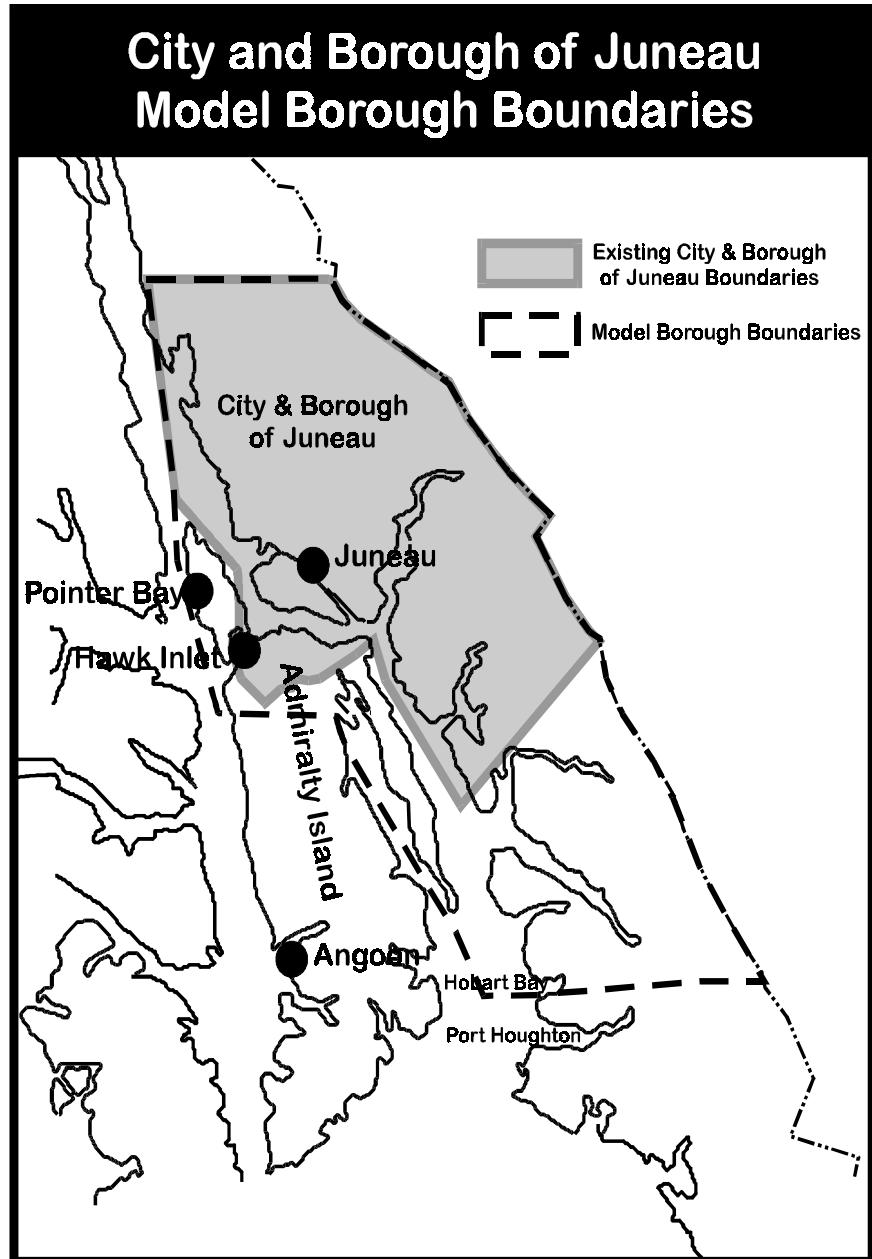 City and Borough of Juneau
Model Borough Boundaries
Existing City & Borough
of Juneau Boundaries
Model Borough Boundaries
City & Borough
of Juneau
Juneau
Pointer Bay
Hawk Inlet
Admiralty Island
Angoon
Hobart Bay
Port Houghton